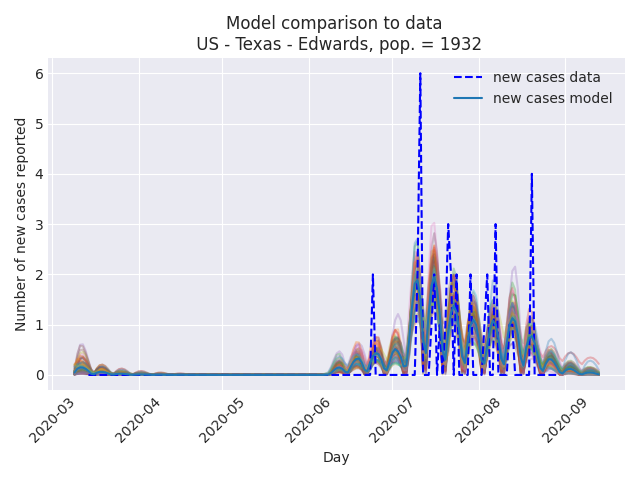 Model comparison to data
US - Texas - Edwards, pop. = 1932
new cases data
new cases model
Number of new cases reported
6
5
4
3
2
1
0
2020-03
2020-04
2020-05
2020-06
2020-07
2020-08
2020-09
Day